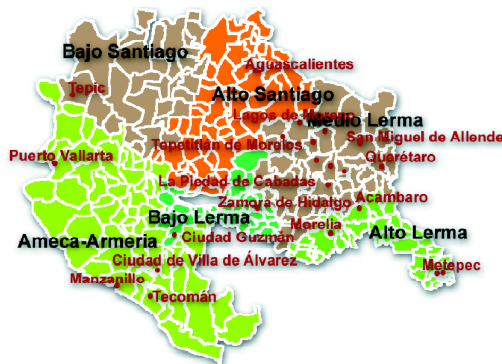 Bajo Santiago
Aguascalientes
Tepic
Alto Santiago
Lagos de Moreno
Medio Lerma
San Miguel de Allende
Tepetitlán de Morelos
Puerto Vallarta
Querétaro
La Piedad de Cabadas
Zamora de Hidalgo
Acámbaro
Bajo Lerma
Morelia
Ameca-Armeria
Ciudad Guzmán
Alto Lerma
Ciudad de Villa de Álvarez
Metepec
Manzanillo
Tecomán